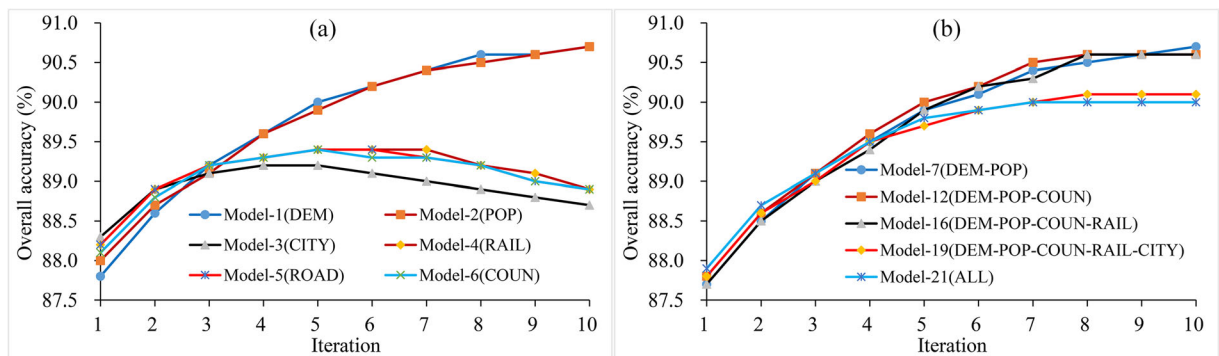 (a)
Overall accuracy (%)
91.0
90.5
90.0
89.5
89.0
88.5
88.0
87.5
Model-1(DEM) Model-2(POP)
Model-3(CITY) Model-4(RAIL)
Model-5(ROAD) Model-6(COUN)
1 2 3 4 5 6 7 8 9 10
Iteration
(b)
Overall accuracy (%)
91.0
90.5
90.0
89.5
89.0
88.5
88.0
87.5
Model-7(DEM-POP)
Model-12(DEM-POP-COUN)
Model-16(DEM-POP-COUN-RAIL)
Model-19(DEM-POP-COUN-RAIL-CITY)
Model-21(ALL)
1 2 3 4 5 6 7 8 9 10
Iteration